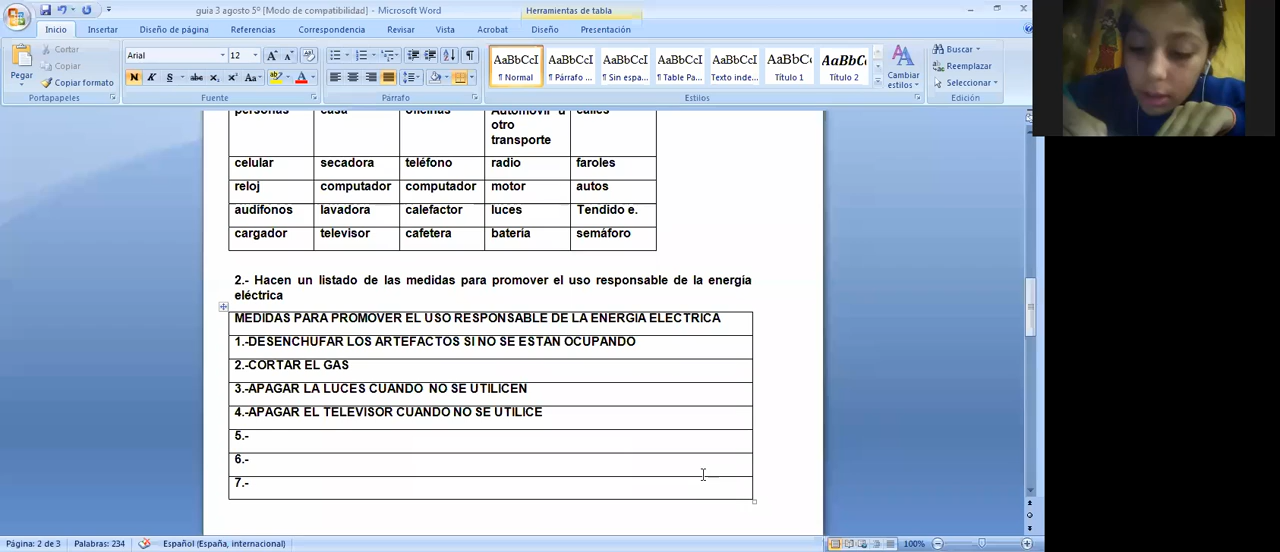 guia 3 agosto 5º [Modo de compatibilidad] - Microsoft Word
Herramientas de tabla
Inicio Insertar Diseño de página Referencias Correspondencia Revisar Vista Acrobat Diseño Presentación
Pegar
Cortar
Copiar
Copiar formato
Portapapeles
Arial 12
Fuente
Párrafo
AaBbCcI AaBbCcI AaBbCcI AaBbCcI AaBbCcI AaBbCcI AaBbC
¶ Normal ¶ Párrafo ... ¶ Sin espa... ¶ Table Pa... Texto inde... Título 1 Título 2
Cambiar estilos
Estilos
Buscar
Reemplazar
Seleccionar
Edición
personas casa oficinas Automóvil u otro transporte calles
celular secadora teléfono radio faroles
reloj computador computador motor autos
audífonos lavadora calefactor luces Tendido e.
cargador televisor cafetera batería semáforo
2.- Hacen un listado de las medidas para promover el uso responsable de la energía
eléctrica
MEDIDAS PARA PROMOVER EL USO RESPONSABLE DE LA ENERGIA ELECTRICA
1.-DESENCHUFAR LOS ARTEFACTOS SI NO SE ESTAN OCUPANDO
2.-CORTAR EL GAS
3.-APAGAR LA LUCES CUANDO NO SE UTILICEN
4.-APAGAR EL TELEVISOR CUANDO NO SE UTILICE
5.-
6.-
7.-
Página: 2 de 3 Palabras: 234 Español (España, internacional) 100%